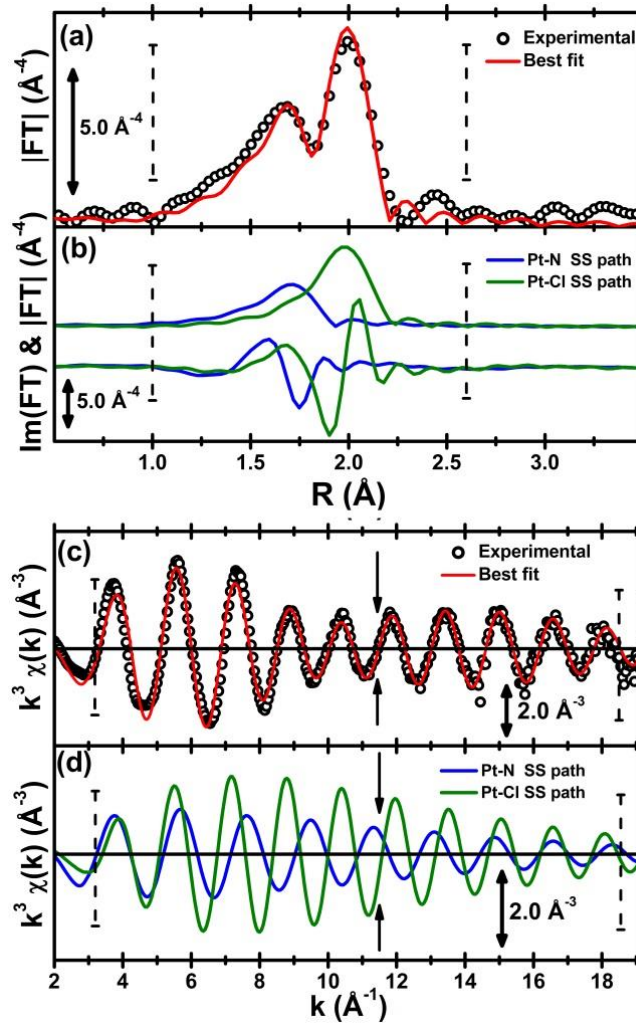 (a)
Experimental
Best fit
|FT| (Å⁻⁴)
5.0 Å⁻⁴
(b)
Pt-N SS path
Pt-Cl SS path
Im(FT) & |FT| (Å⁻⁴)
5.0 Å⁻⁴
1.0 1.5 2.0 2.5 3.0
R (Å)
(c)
Experimental
Best fit
k³ χ(k) (Å⁻³)
2.0 Å⁻³
(d)
Pt-N SS path
Pt-Cl SS path
k³ χ(k) (Å⁻³)
2.0 Å⁻³
2 4 6 8 10 12 14 16 18
k (Å⁻¹)